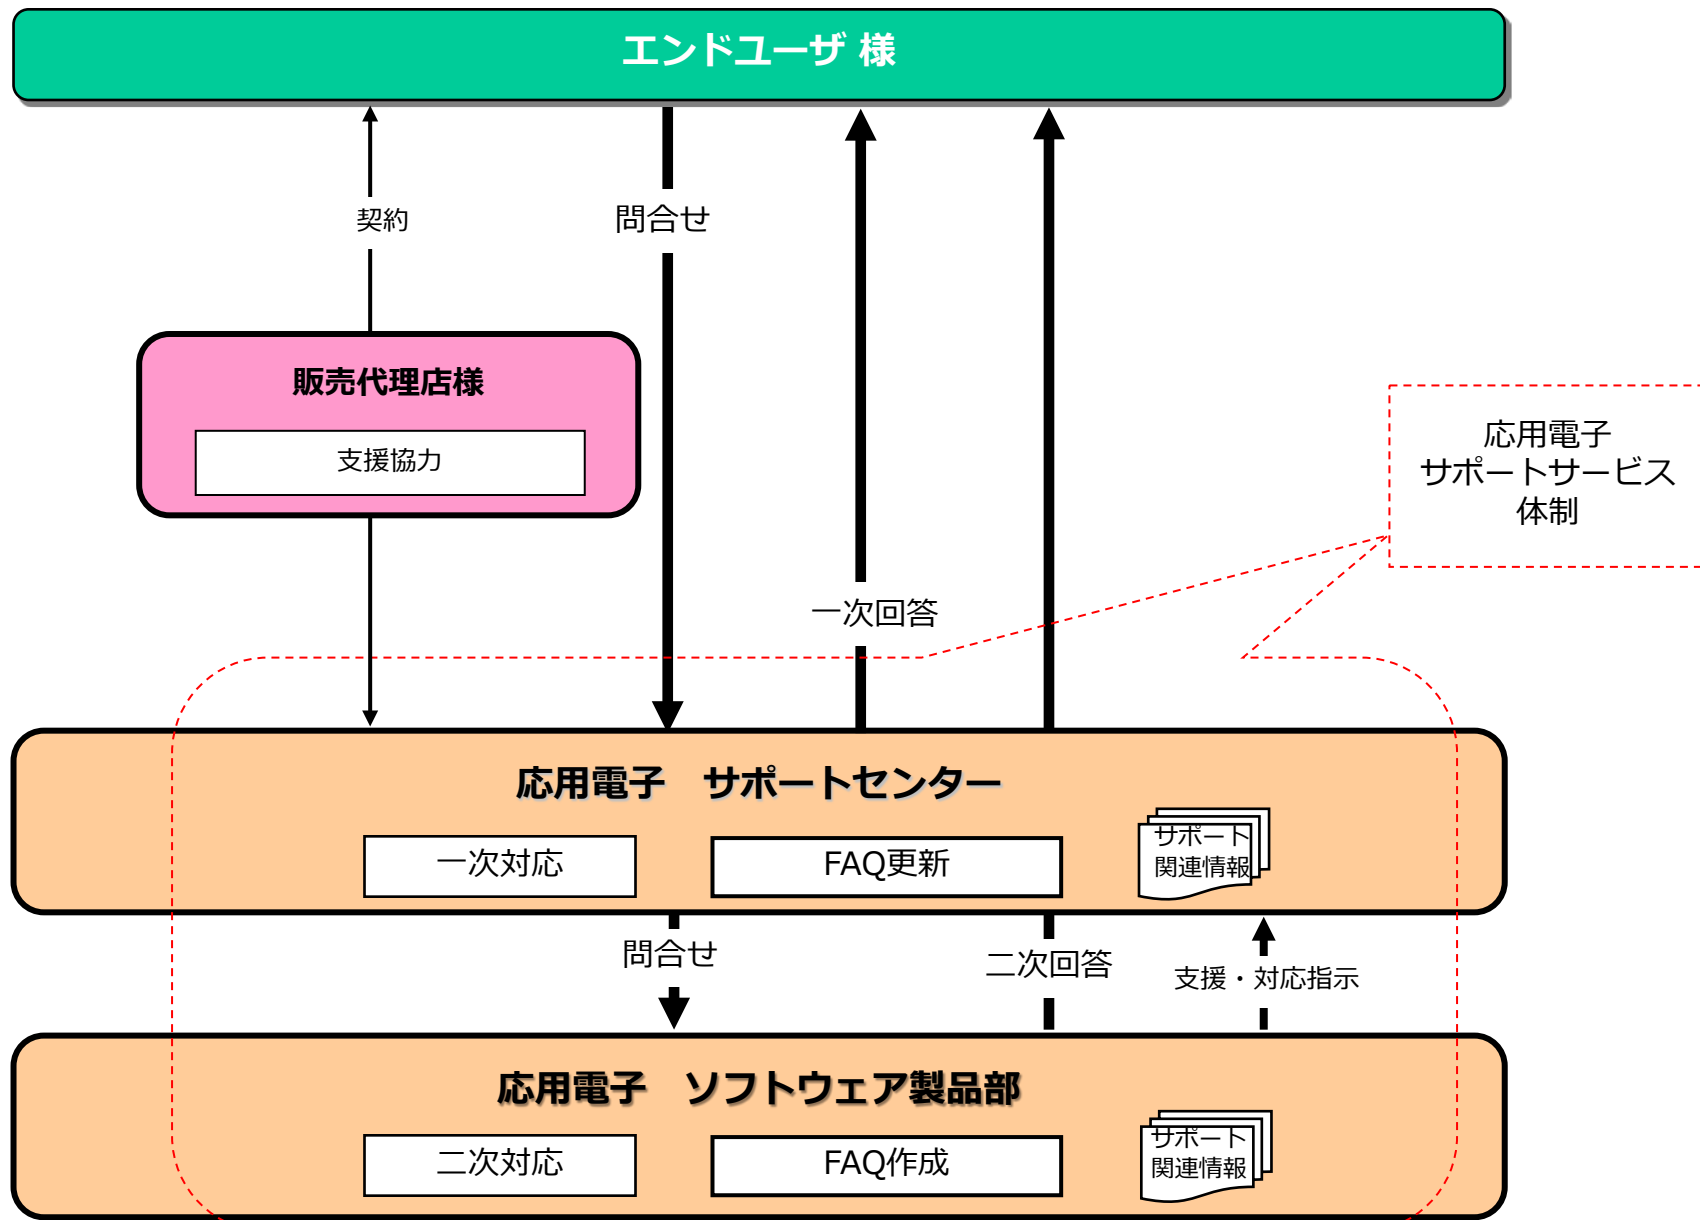 エンドユーザ 様
契約
問合せ
販売代理店様
支援協力
応用電子
サポートサービス
体制
一次回答
応用電子　サポートセンター
一次対応
FAQ更新
サポート
関連情報
問合せ
二次回答
支援・対応指示
応用電子　ソフトウェア製品部
二次対応
FAQ作成
サポート
関連情報